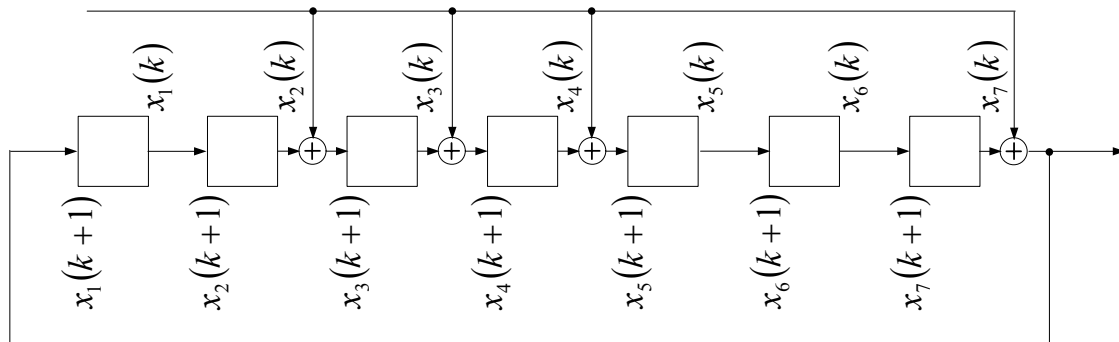 x₁(k)
x₂(k)
x₃(k)
x₄(k)
x₅(k)
x₆(k)
x₇(k)
+
+
+
+
x₁(k + 1)
x₂(k + 1)
x₃(k + 1)
x₄(k + 1)
x₅(k + 1)
x₆(k + 1)
x₇(k + 1)